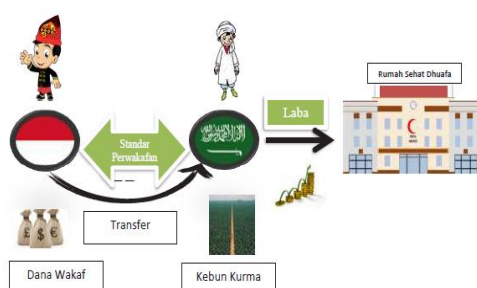 Rumah Sehat Dhuafa
Laba
Standar
Perwakafan
Transfer
Dana Wakaf
Kebun Kurma